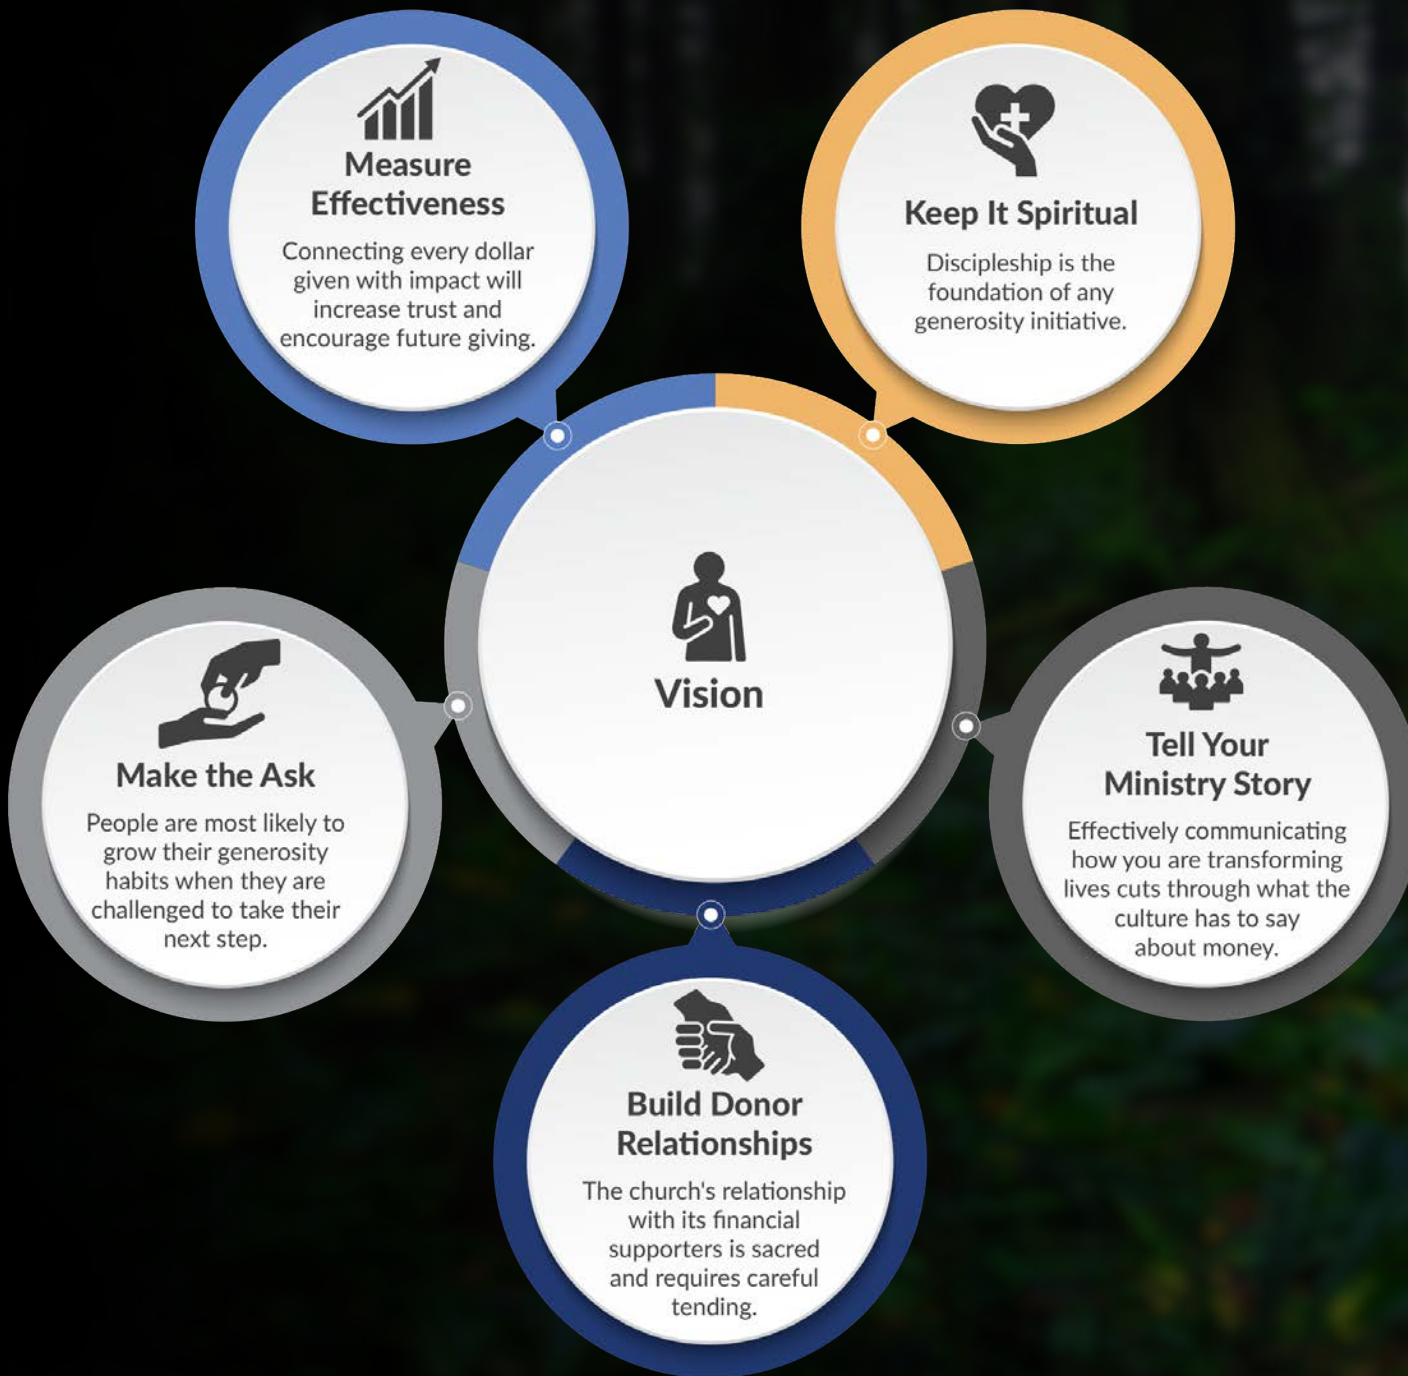 Measure
Effectiveness
Connecting every dollar
given with impact will
increase trust and
encourage future giving.
Keep It Spiritual
Discipleship is the
foundation of any
generosity initiative.
Vision
Make the Ask
People are most likely to
grow their generosity
habits when they are
challenged to take their
next step.
Tell Your
Ministry Story
Effectively communicating
how you are transforming
lives cuts through what the
culture has to say
about money.
Build Donor
Relationships
The church's relationship
with its financial
supporters is sacred
and requires careful
tending.